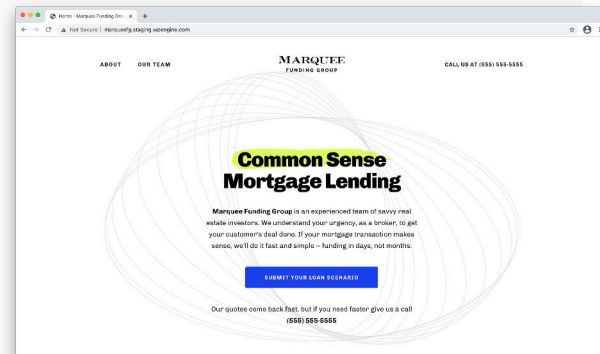 Home - Marquee Funding Gro
Not Secure | marqueefg.staging.wpengine.com
ABOUT OUR TEAM
MARQUEE
FUNDING GROUP
CALL US AT (555) 555-5555
Common Sense
Mortgage Lending
Marquee Funding Group is an experienced team of savvy real
estate investors. We understand your urgency, as a broker, to get
your customer's deal done. If your mortgage transaction makes
sense, we'll do it fast and simple – funding in days, not months.
SUBMIT YOUR LOAN SCENARIO
Our quotes come back fast, but if you need faster give us a call
(555) 555-5555